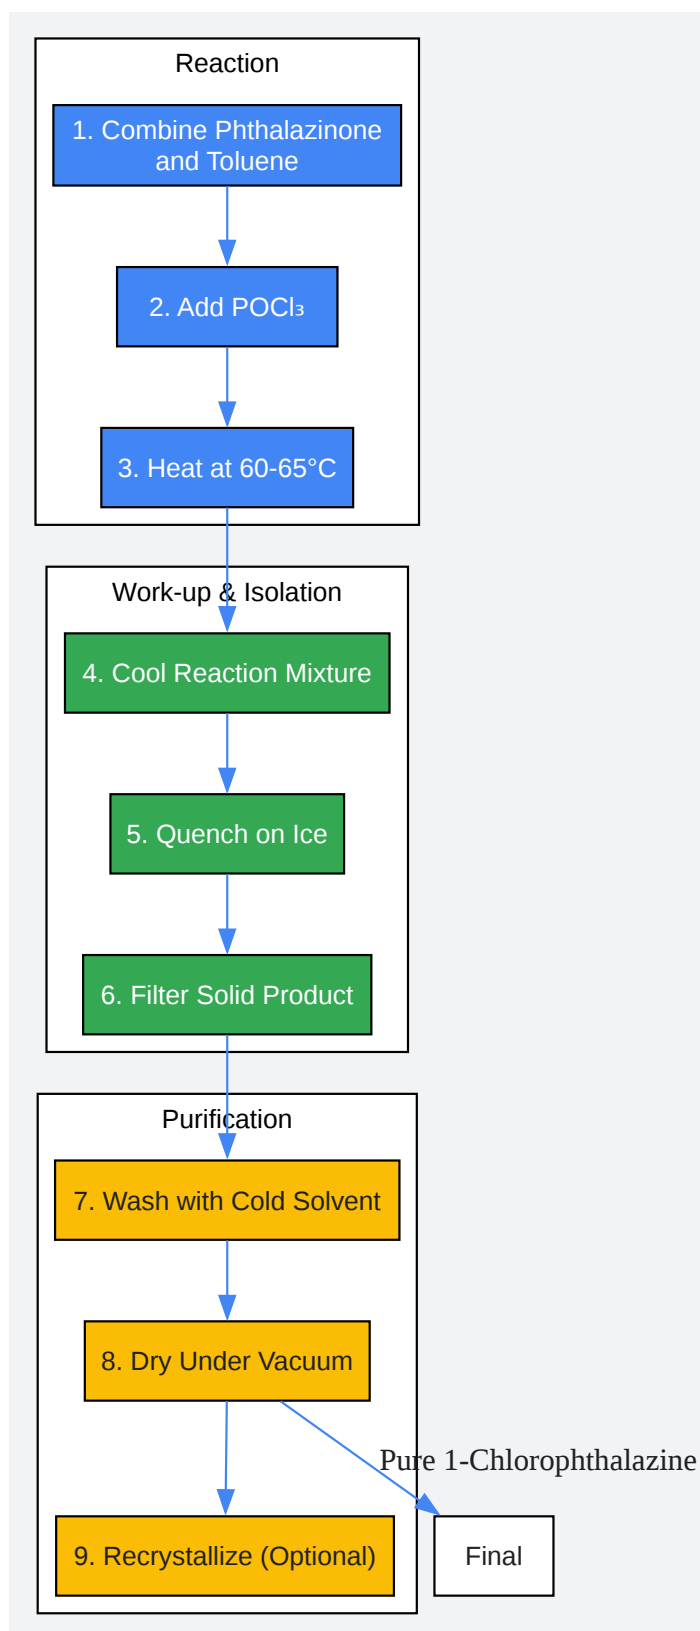 Reaction
1. Combine Phthalazinone
and Toluene
2. Add POCl₃
3. Heat at 60-65°C
Work-up & Isolation
4. Cool Reaction Mixture
5. Quench on Ice
6. Filter Solid Product
Purification
7. Wash with Cold Solvent
8. Dry Under Vacuum
Pure 1-Chlorophthalazine
9. Recrystallize (Optional)
Final